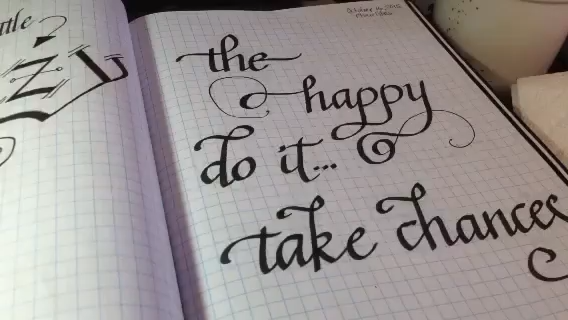 the
happy
do it...
take chances